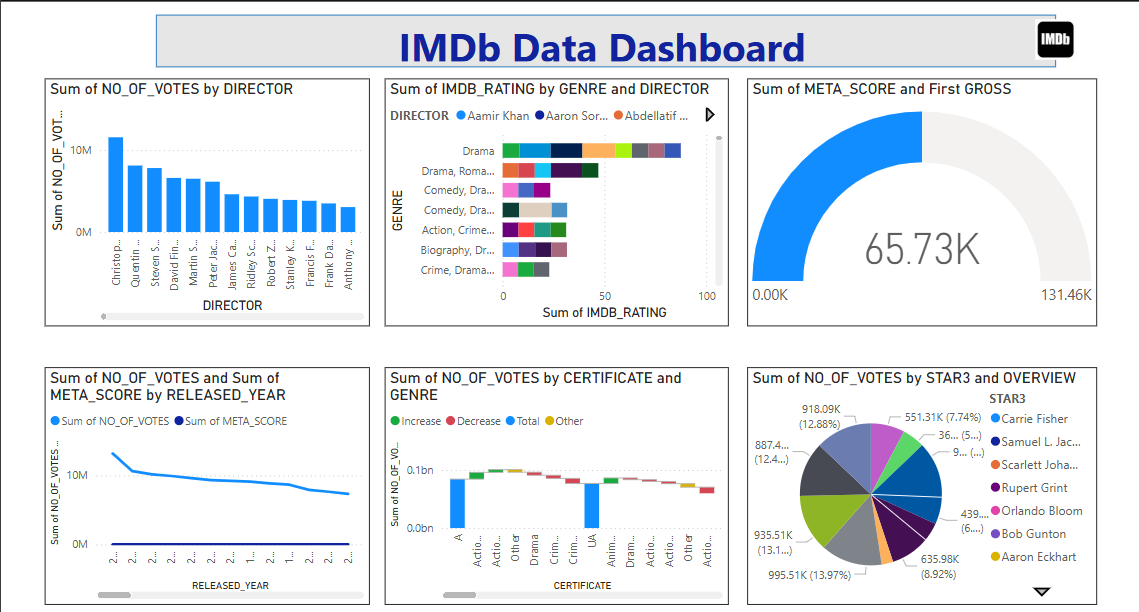 IMDb Data Dashboard
IMDb
Sum of NO_OF_VOTES by DIRECTOR
Sum of NO_OF_VOT...
10M
0M
Christop...
Quentin ...
Steven S...
David Fin...
Martin S...
Peter Jac...
James Ca...
Ridley Sc...
Robert Z...
Stanley K...
Francis F...
Frank Da...
Anthony ...
DIRECTOR
Sum of IMDB_RATING by GENRE and DIRECTOR
DIRECTOR Aamir Khan Aaron Sor... Abdellatif ...
GENRE
Drama
Drama, Roma...
Comedy, Dra...
Comedy, Dra...
Action, Crime...
Biography, Dr...
Crime, Drama...
0 50 100
Sum of IMDB_RATING
Sum of META_SCORE and First GROSS
65.73K
0.00K 131.46K
Sum of NO_OF_VOTES and Sum of
META_SCORE by RELEASED_YEAR
Sum of NO_OF_VOTES Sum of META_SCORE
Sum of NO_OF_VOTES ...
10M
0M
2...
2...
2...
2...
2...
2...
2...
1...
2...
1...
2...
2...
2...
RELEASED_YEAR
Sum of NO_OF_VOTES by CERTIFICATE and
GENRE
Increase Decrease Total Other
Sum of NO_OF_VO...
0.1bn
0.0bn
A
Actio...
Actio...
Other
Drama
Crim...
Crim...
UA
Anim...
Dram...
Actio...
Actio...
Other
Actio...
CERTIFICATE
Sum of NO_OF_VOTES by STAR3 and OVERVIEW
STAR3
Carrie Fisher
Samuel L. Jac...
Scarlett Joha...
Rupert Grint
Orlando Bloom
Bob Gunton
Aaron Eckhart
918.09K
(12.88%)
551.31K (7.74%)
36... (5...)
9... (...)
887.4...
(12.4...)
439....
(6....)
935.51K
(13.1...)
635.98K
(8.92%)
995.51K (13.97%)